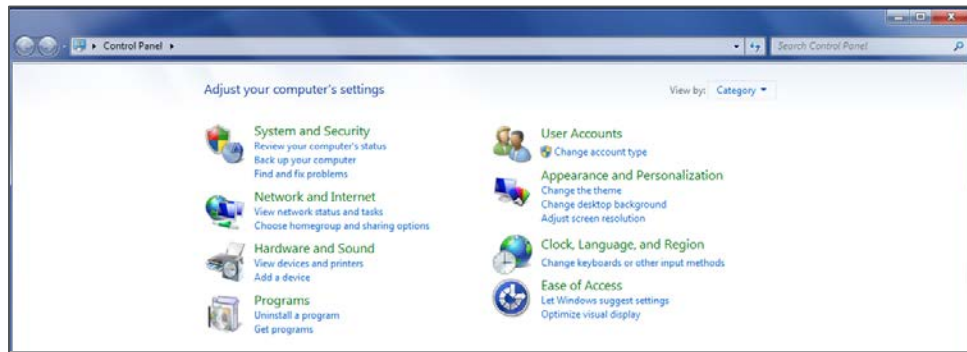 Control Panel
Search Control Panel
Adjust your computer's settings
View by: Category
System and Security
Review your computer's status
Back up your computer
Find and fix problems
Network and Internet
View network status and tasks
Choose homegroup and sharing options
Hardware and Sound
View devices and printers
Add a device
Programs
Uninstall a program
Get programs
User Accounts
Change account type
Appearance and Personalization
Change the theme
Change desktop background
Adjust screen resolution
Clock, Language, and Region
Change keyboards or other input methods
Ease of Access
Let Windows suggest settings
Optimize visual display